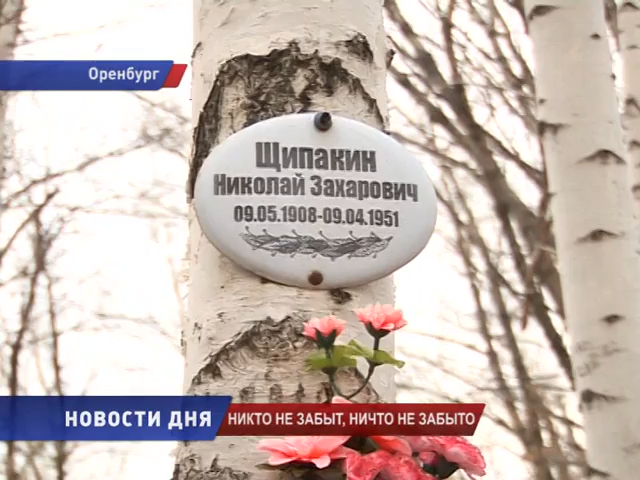 Оренбург
Щипакин
Николай Захарович
09.05.1908-09.04.1951
НОВОСТИ ДНЯ
НИКТО НЕ ЗАБЫТ, НИЧТО НЕ ЗАБЫТО